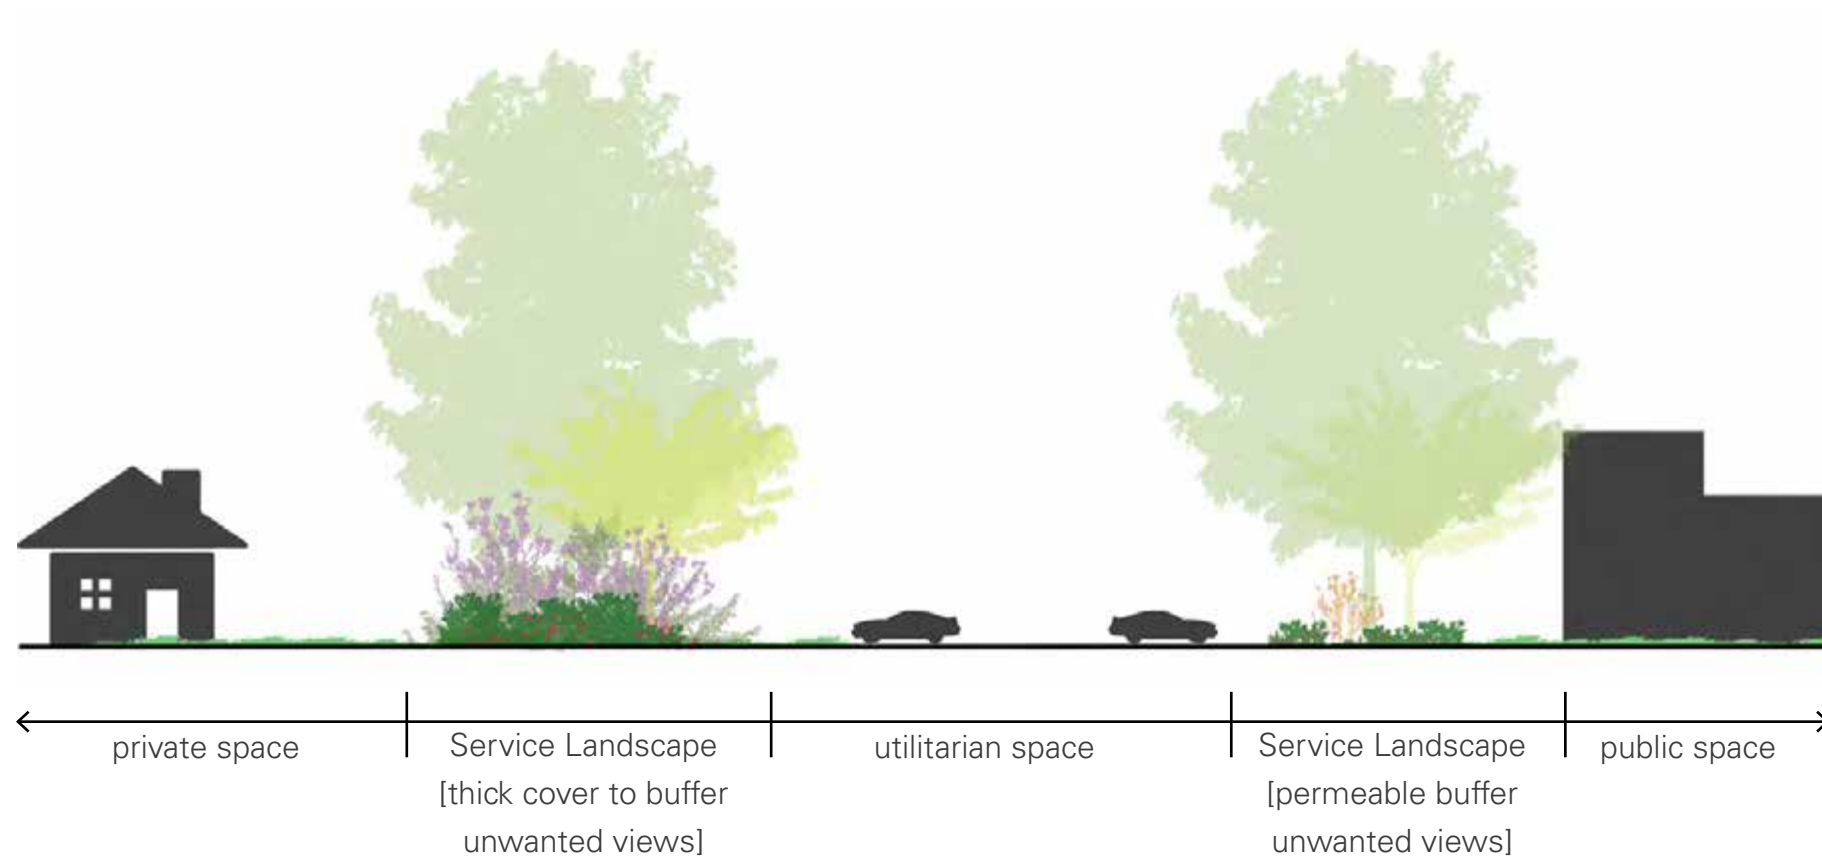 private space
Service Landscape
[thick cover to buffer
unwanted views]
utilitarian space
Service Landscape
[permeable buffer
unwanted views]
public space